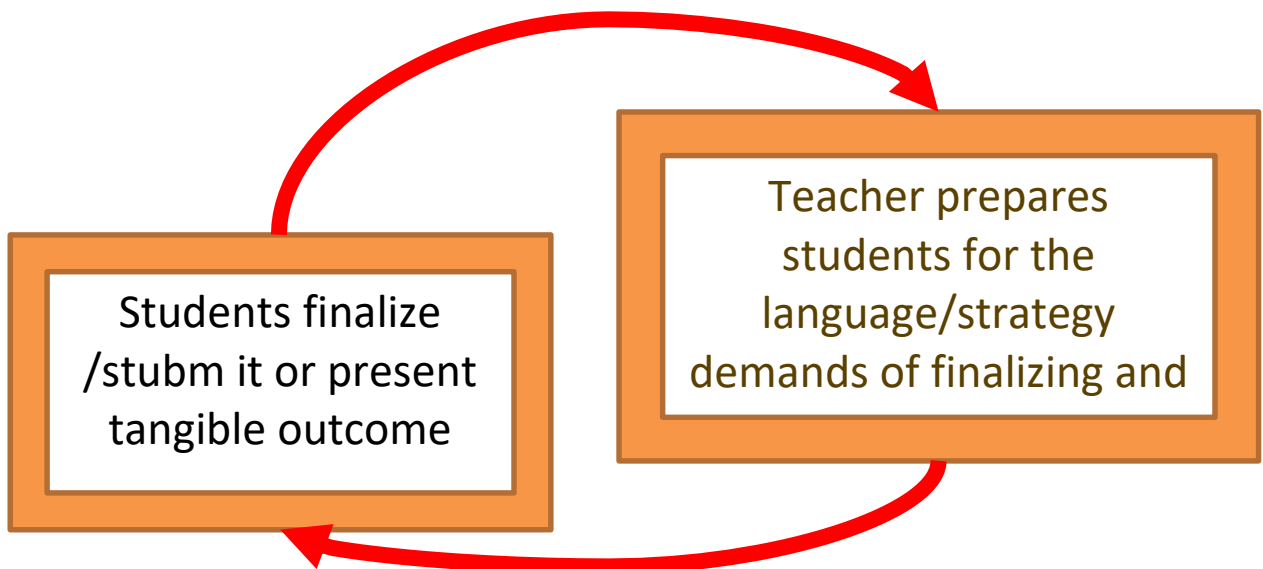 Students finalize
/stubm it or present
tangible outcome
Teacher prepares
students for the
language/strategy
demands of finalizing and